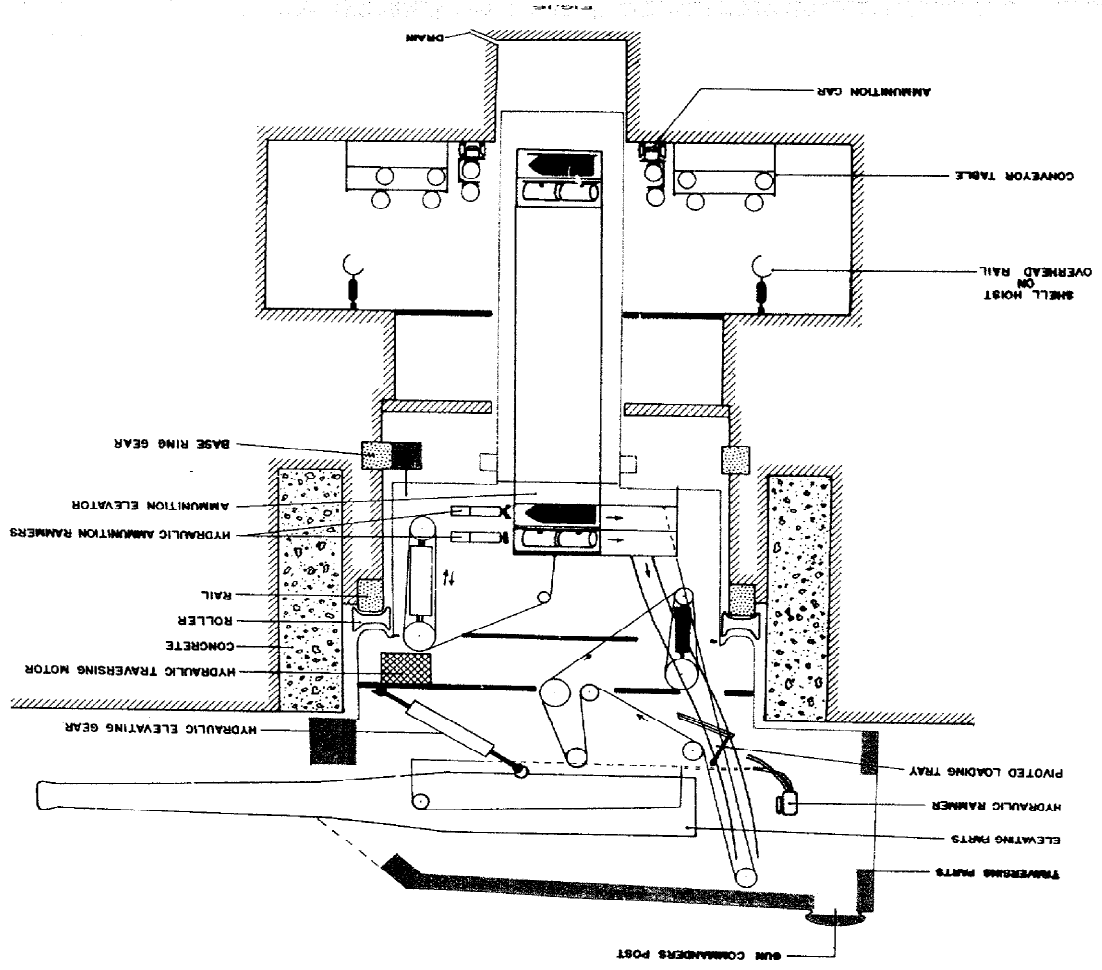 GUN COMMANDERS POST
TRAVERSING PARTS
ELEVATING PARTS
HYDRAULIC RAMMER
PIVOTED LOADING TRAY
HYDRAULIC ELEVATING GEAR
HYDRAULIC TRAVERSING MOTOR
CONCRETE
ROLLER
RAIL
HYDRAULIC AMMUNITION RAMMERS
AMMUNITION ELEVATOR
BASE RING GEAR
SHELL HOIST
ON
OVERHEAD RAIL
CONVEYOR TABLE
AMMUNITION CAR
DRAIN